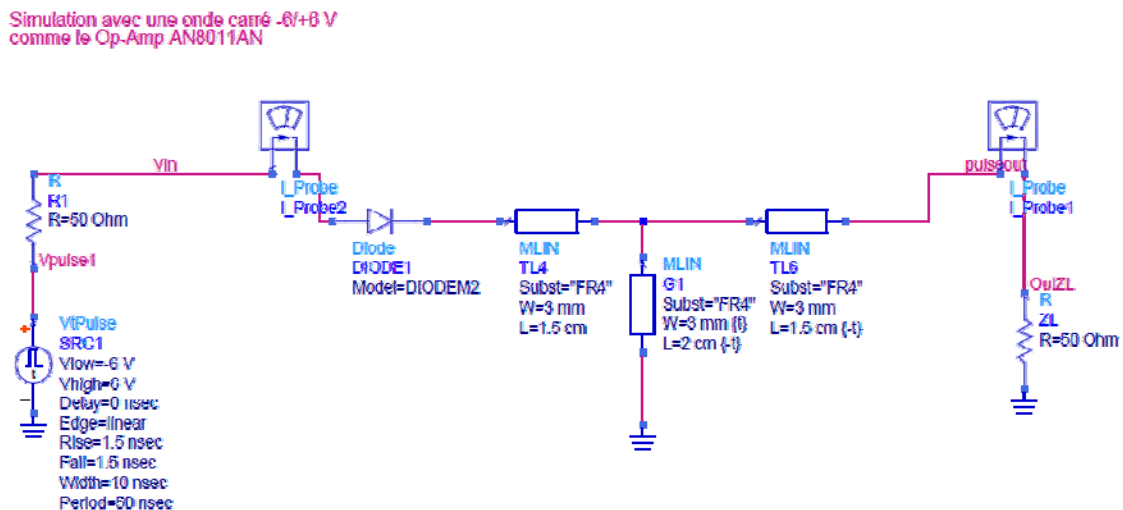 Simulation avec une onde carré -6/+6 V
comme le Op-Amp AN8011AN
Vin
R
R1
R=50 Ohm
Vpulse1
VtPulse
SRC1
Vlow=-6 V
Vhigh=6 V
Delay=0 nsec
Edge=linear
Rise=1.5 nsec
Fall=1.5 nsec
Width=10 nsec
Period=50 nsec
I_Probe
I_Probe2
Diode
DIODE1
Model=DIODEM2
MLIN
TL4
Subst="FR4"
W=3 mm
L=1.5 cm
MLIN
G1
Subst="FR4"
W=3 mm {t}
L=2 cm {-t}
MLIN
TL6
Subst="FR4"
W=3 mm
L=1.5 cm {-t}
pulseout
I_Probe
I_Probe1
OutZL
R
ZL
R=50 Ohm